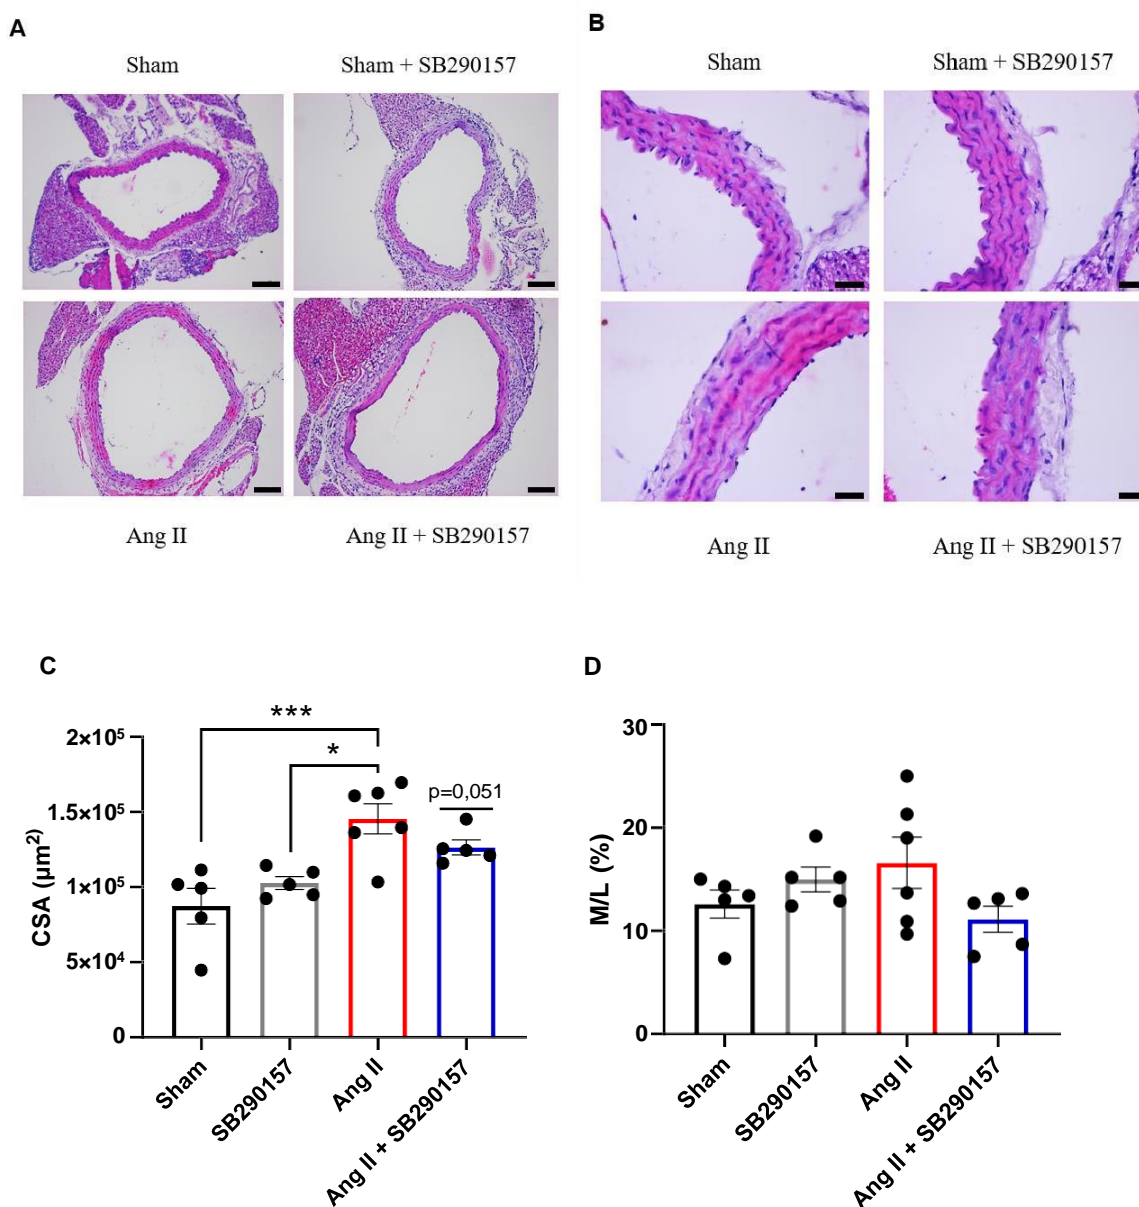 A
Sham
Sham + SB290157
Ang II
Ang II + SB290157
B
Sham
Sham + SB290157
Ang II
Ang II + SB290157
C
CSA (µm²)
2×10⁵
1.5×10⁵
1×10⁵
5×10⁴
0
***
*
p=0,051
Sham
SB290157
Ang II
Ang II + SB290157
D
M/L (%)
30
20
10
0
Sham
SB290157
Ang II
Ang II + SB290157